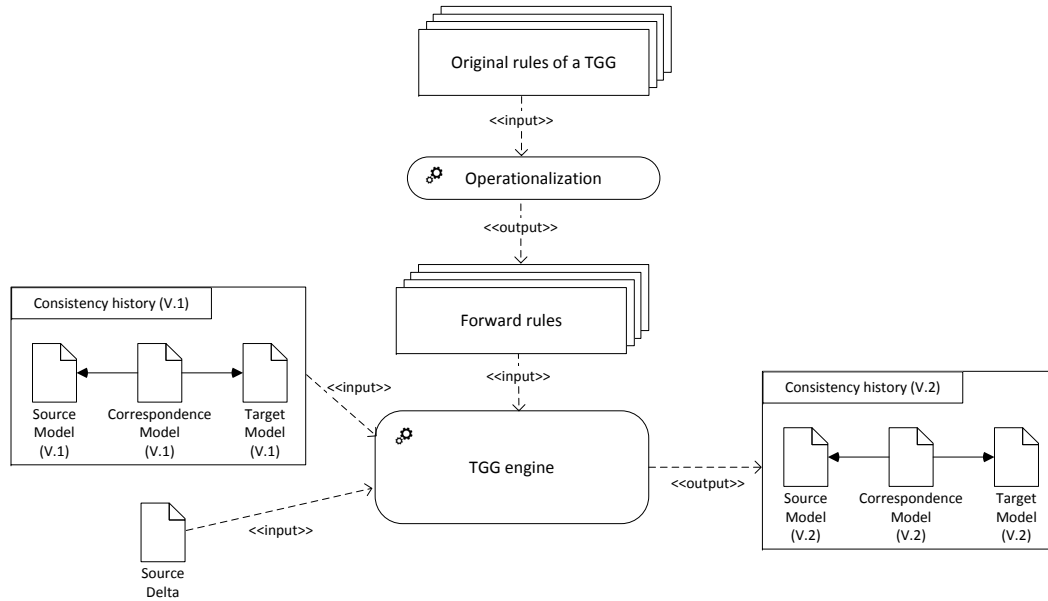 Original rules of a TGG
<<input>>
Operationalization
<<output>>
Forward rules
<<input>>
Consistency history (V.1)
Source
Model
(V.1)
Correspondence
Model
(V.1)
Target
Model
(V.1)
<<input>>
Source
Delta
<<input>>
TGG engine
<<output>>
Consistency history (V.2)
Source
Model
(V.2)
Correspondence
Model
(V.2)
Target
Model
(V.2)